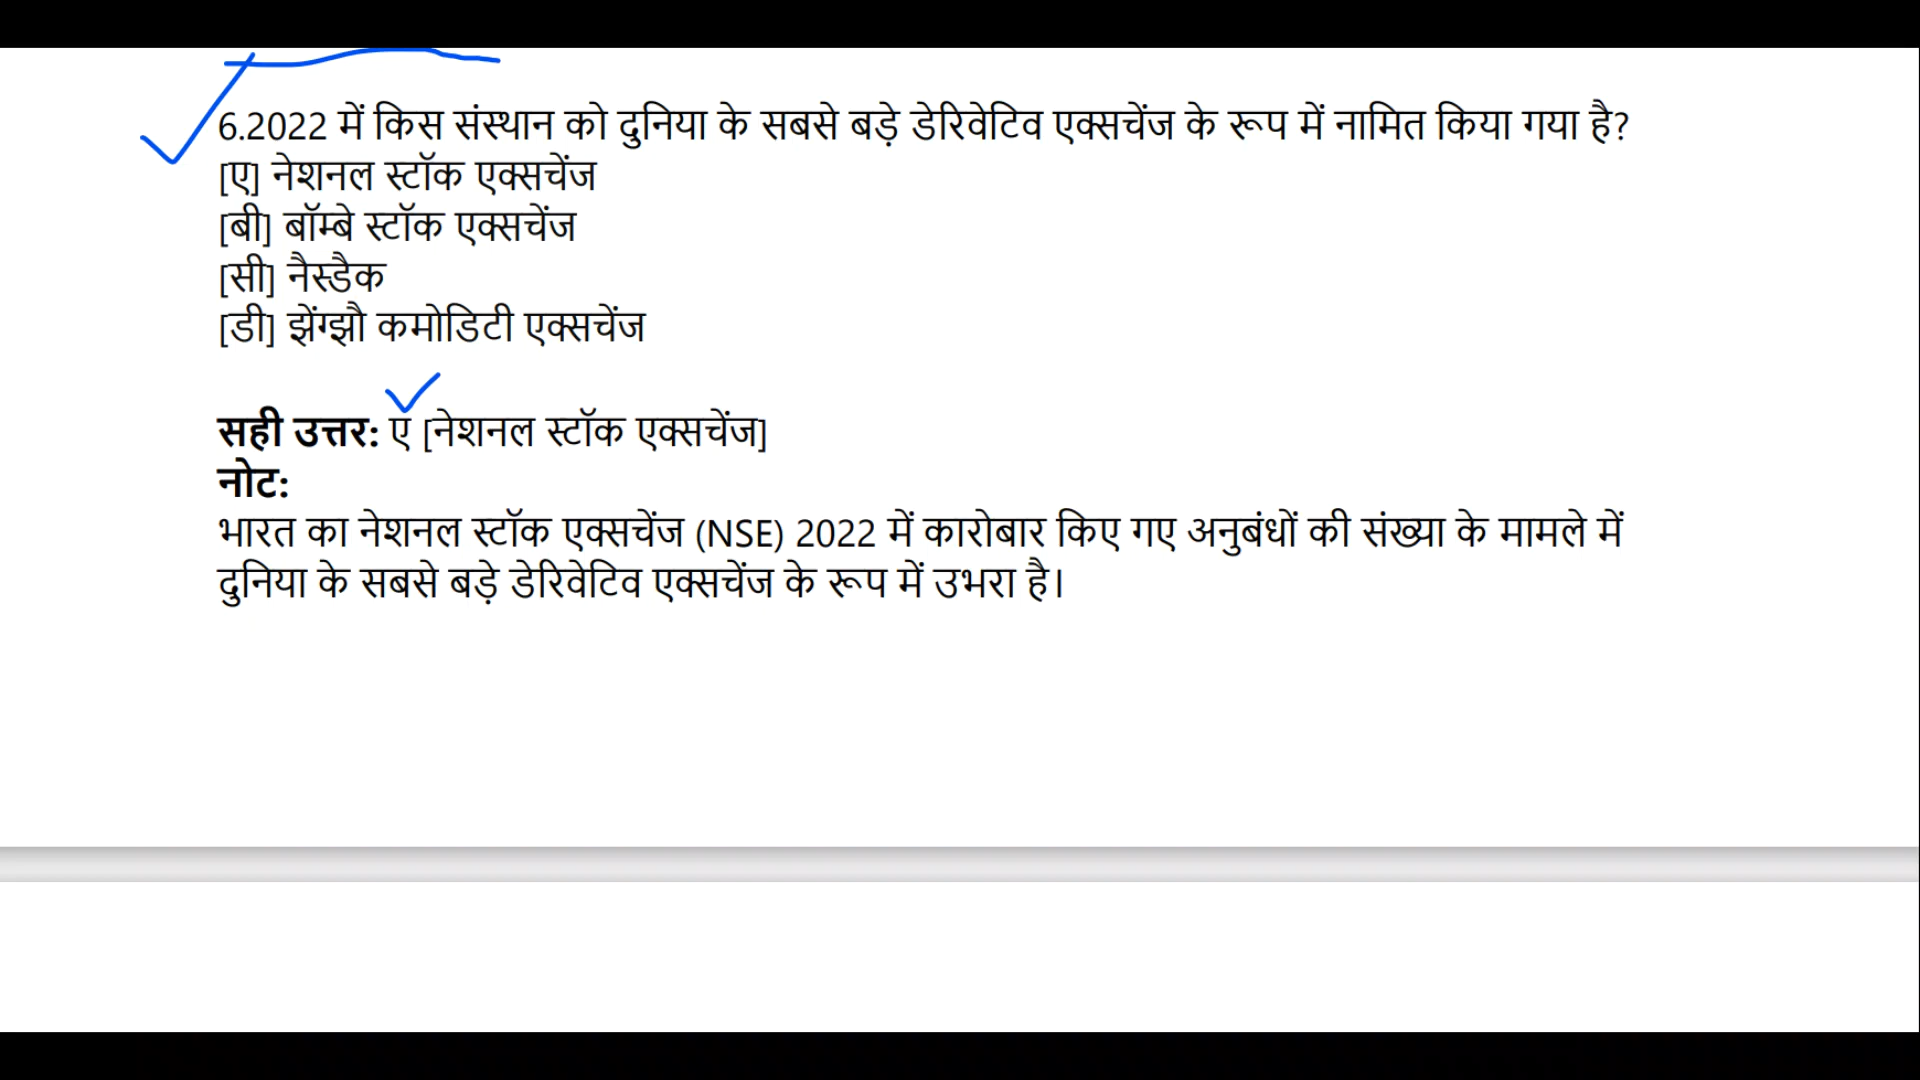 6.2022 में किस संस्थान को दुनिया के सबसे बड़े डेरिवेटिव एक्सचेंज के रूप में नामित किया गया है?
[ए] नेशनल स्टॉक एक्सचेंज
[बी] बॉम्बे स्टॉक एक्सचेंज
[सी] नैस्डैक
[डी] झेंग्झौ कमोडिटी एक्सचेंज
सही उत्तर: ए [नेशनल स्टॉक एक्सचेंज]
नोट:
भारत का नेशनल स्टॉक एक्सचेंज (NSE) 2022 में कारोबार किए गए अनुबंधों की संख्या के मामले में
दुनिया के सबसे बड़े डेरिवेटिव एक्सचेंज के रूप में उभरा है।